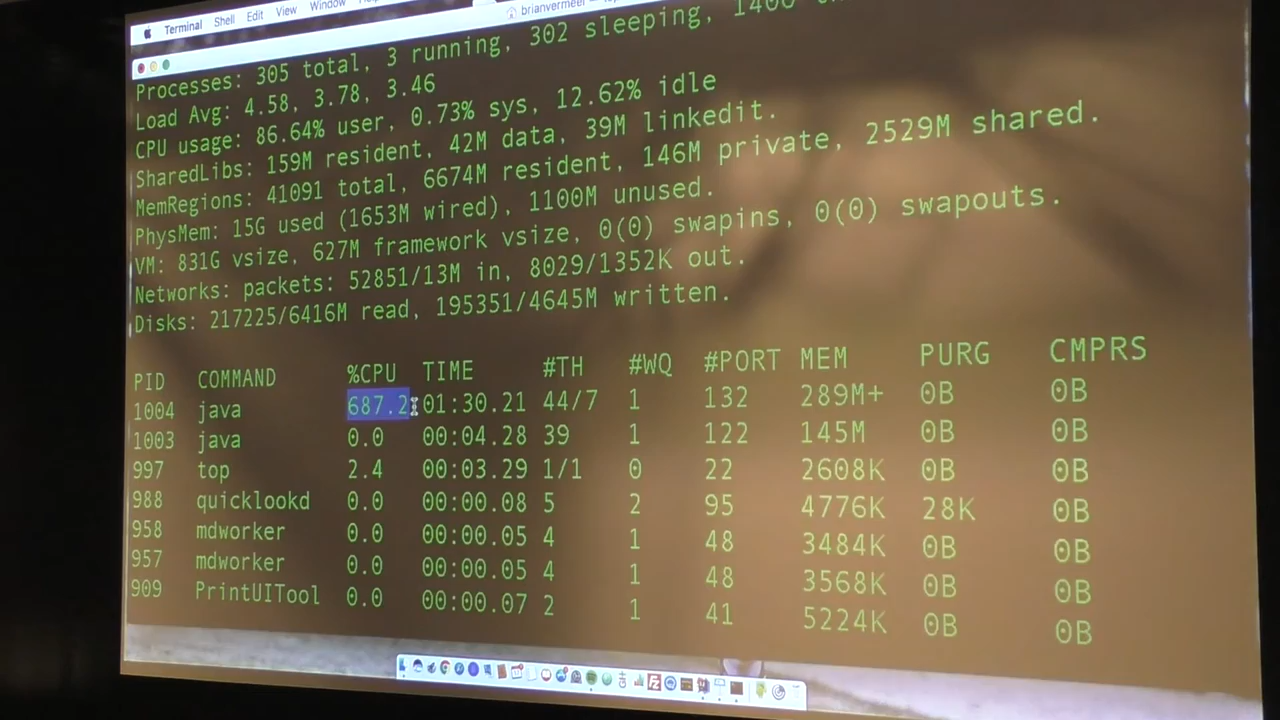 Terminal Shell Edit View Window
Processes: 305 total, 3 running, 302 sleeping,
Load Avg: 4.58, 3.78, 3.46
CPU usage: 86.64% user, 0.73% sys, 12.62% idle
SharedLibs: 159M resident, 42M data, 39M linkedit.
MemRegions: 41091 total, 6674M resident, 146M private, 2529M shared.
PhysMem: 15G used (1653M wired), 1100M unused.
VM: 831G vsize, 627M framework vsize, 0(0) swapins, 0(0) swapouts.
Networks: packets: 52851/13M in, 8029/1352K out.
Disks: 217225/6416M read, 195351/4645M written.
PID COMMAND %CPU TIME #TH #WQ #PORT MEM PURG CMPRS
1004 java 687.2 01:30.21 44/7 1 132 289M+ 0B 0B
1003 java 0.0 00:04.28 39 1 122 145M 0B 0B
997 top 2.4 00:03.29 1/1 0 22 2608K 0B 0B
988 quicklookd 0.0 00:00.08 5 2 95 4776K 28K 0B
958 mdworker 0.0 00:00.05 4 1 48 3484K 0B 0B
957 mdworker 0.0 00:00.05 4 1 48 3568K 0B 0B
909 PrintUITool 0.0 00:00.07 2 1 41 5224K 0B 0B